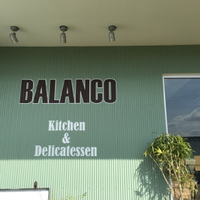 BALANCO
Kitchen
&
Delicatessen